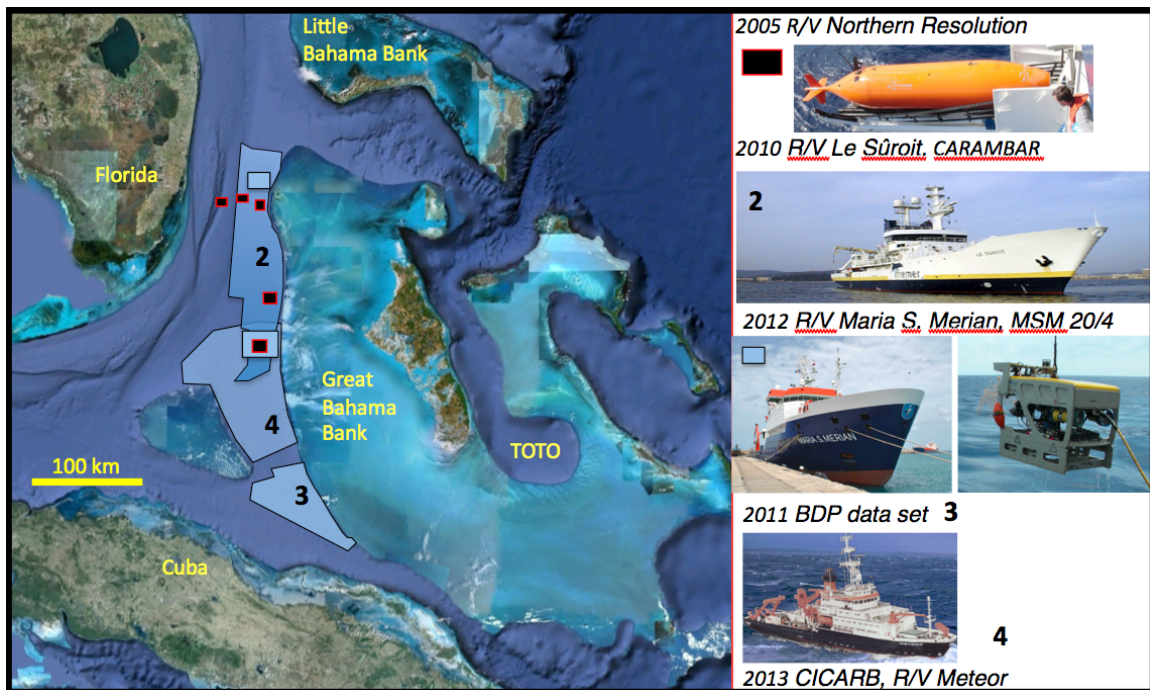 Little
Bahama Bank
Florida
2
Great
Bahama
Bank
4
TOTO
100 km
3
Cuba
2005 R/V Northern Resolution
2010 R/V Le Sûroit, CARAMBAR
2
LE SUROIT
Ifremer
2012 R/V Maria S. Merian, MSM 20/4
MARIA S. MERIAN
2011 BDP data set 3
4
2013 CICARB, R/V Meteor